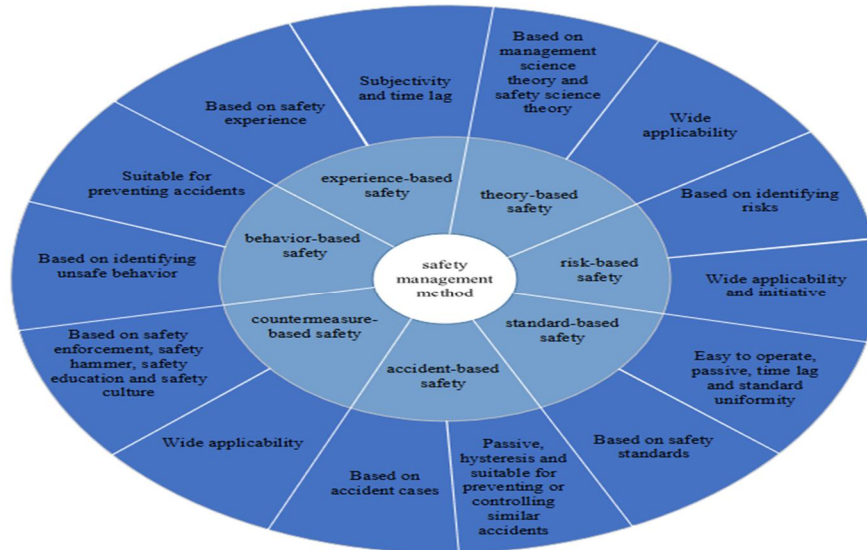 safety
management
method
experience-based
safety
theory-based
safety
risk-based
safety
standard-based
safety
accident-based
safety
countermeasure-
based safety
behavior-based
safety
Based on safety
experience
Subjectivity
and time lag
Based on
management
science
theory and
safety science
theory
Wide
applicability
Based on identifying
risks
Wide applicability
and initiative
Easy to operate,
passive, time lag
and standard
uniformity
Based on safety
standards
Passive,
hysteresis and
suitable for
preventing or
controlling
similar
accidents
Based on
accident cases
Wide applicability
Based on safety
enforcement, safety
hammer, safety
education and safety
culture
Based on identifying
unsafe behavior
Suitable for
preventing accidents